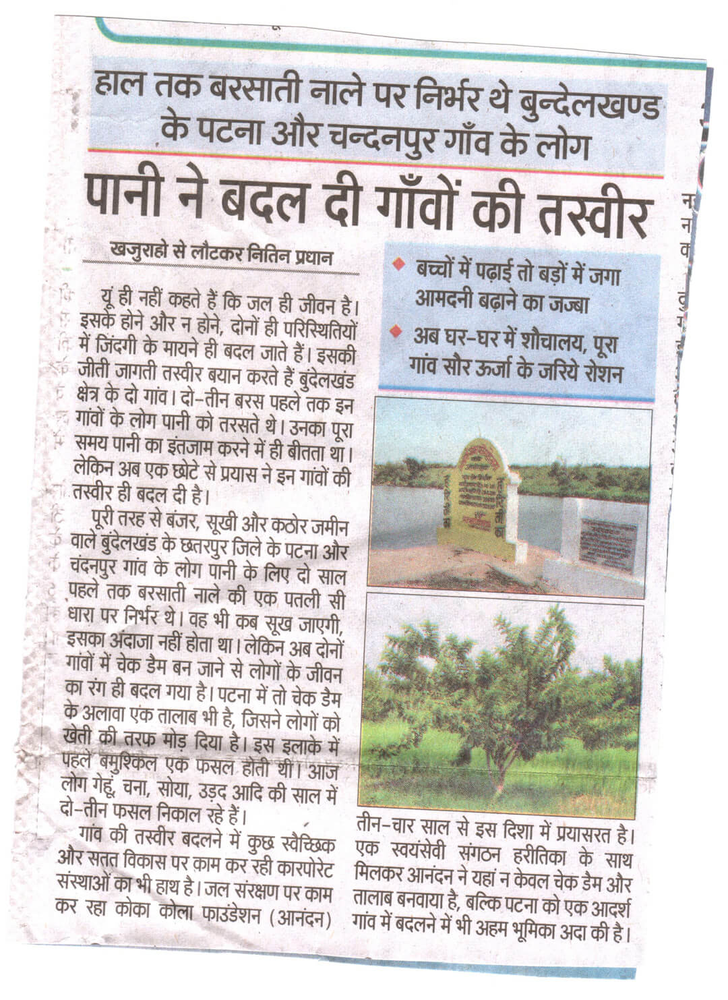 हाल तक बरसाती नाले पर निर्भर थे बुन्देलखण्ड
के पटना और चन्दनपुर गाँव के लोग
पानी ने बदल दी गाँवों की तस्वीर
खजुराहो से लौटकर नितिन प्रधान
यूं ही नहीं कहते हैं कि जल ही जीवन है।
इसके होने और न होने, दोनों ही परिस्थितियों
में जिंदगी के मायने ही बदल जाते हैं। इसकी
जीती जागती तस्वीर बयान करते हैं बुंदेलखंड
क्षेत्र के दो गांव। दो-तीन बरस पहले तक इन
गांवों के लोग पानी को तरसते थे। उनका पूरा
समय पानी का इंतजाम करने में ही बीतता था।
लेकिन अब एक छोटे से प्रयास ने इन गांवों की
तस्वीर ही बदल दी है।
पूरी तरह से बंजर, सूखी और कठोर जमीन
वाले बुंदेलखंड के छतरपुर जिले के पटना और
चंदनपुर गांव के लोग पानी के लिए दो साल
पहले तक बरसाती नाले की एक पतली सी
धारा पर निर्भर थे। वह भी कब सूख जाएगी,
इसका अंदाजा नहीं होता था। लेकिन अब दोनों
गांवों में चेक डैम बन जाने से लोगों के जीवन
का रंग ही बदल गया है। पटना में तो चेक डैम
के अलावा एक तालाब भी है, जिसने लोगों को
खेती की तरफ मोड़ दिया है। इस इलाके में
पहले बमुश्किल एक फसल होती थी। आज
लोग गेहूं, चना, सोया, उड़द आदि की साल में
दो-तीन फसल निकाल रहे हैं।
गांव की तस्वीर बदलने में कुछ स्वैच्छिक
और सतत विकास पर काम कर रही कारपोरेट
संस्थाओं का भी हाथ है। जल संरक्षण पर काम
कर रहा कोका कोला फाउंडेशन (आनंदन)
बच्चों में पढ़ाई तो बड़ों में जगा
आमदनी बढ़ाने का जज्बा
अब घर-घर में शौचालय, पूरा
गांव सौर ऊर्जा के जरिये रोशन
तीन-चार साल से इस दिशा में प्रयासरत है।
एक स्वयंसेवी संगठन हरीतिका के साथ
मिलकर आनंदन ने यहां न केवल चेक डैम और
तालाब बनवाया है, बल्कि पटना को एक आदर्श
गांव में बदलने में भी अहम भूमिका अदा की है।